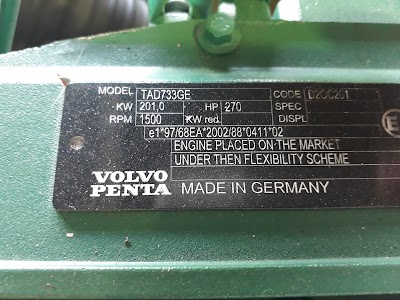 MODEL TAD733GE CODE D2CC201
KW 201,0 HP 270 SPEC
RPM 1500 KW red. DISPL
e1*97/68EA*2002/88*0411*02
ENGINE PLACED ON THE MARKET
UNDER THEN FLEXIBILITY SCHEME
VOLVO
PENTA MADE IN GERMANY
E